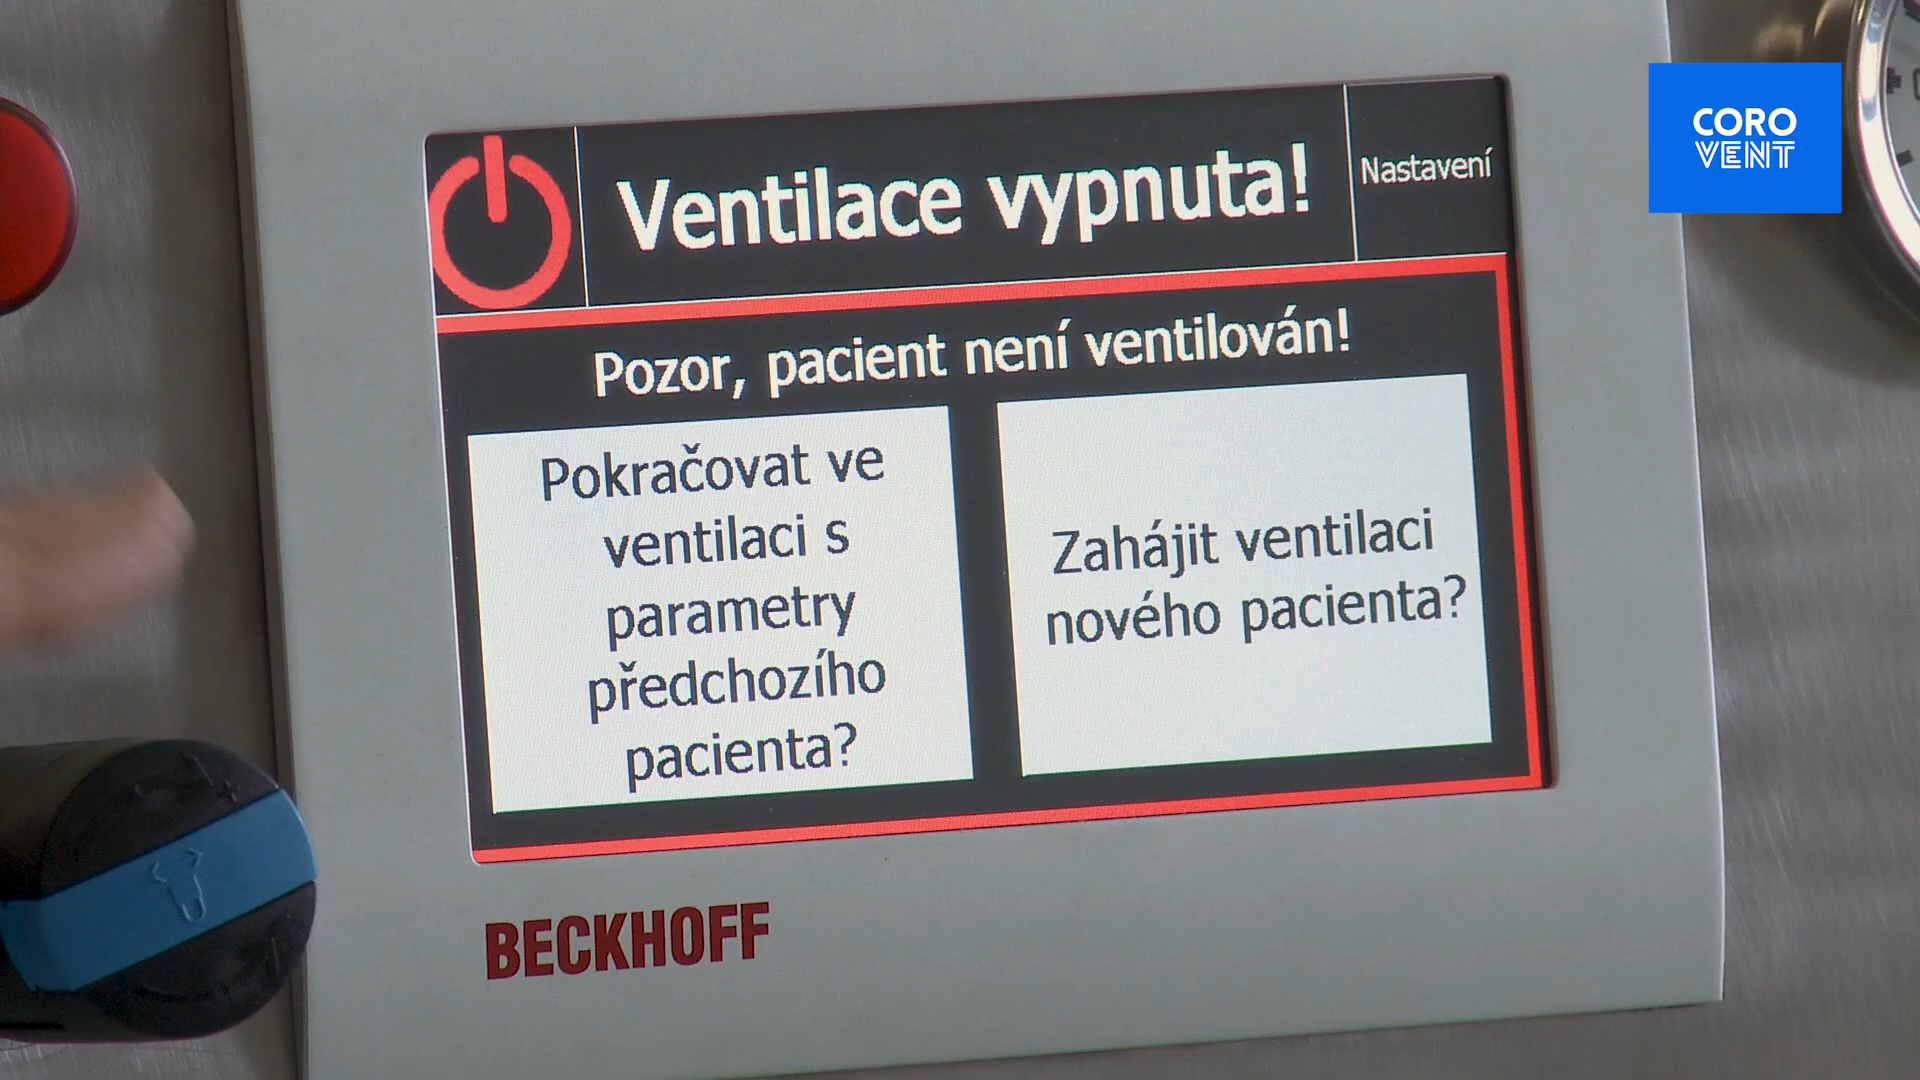 CORO
VENT
Ventilace vypnuta!
Nastavení
Pozor, pacient není ventilován!
Pokračovat ve
ventilaci s
parametry
předchozího
pacienta?
Zahájit ventilaci
nového pacienta?
BECKHOFF